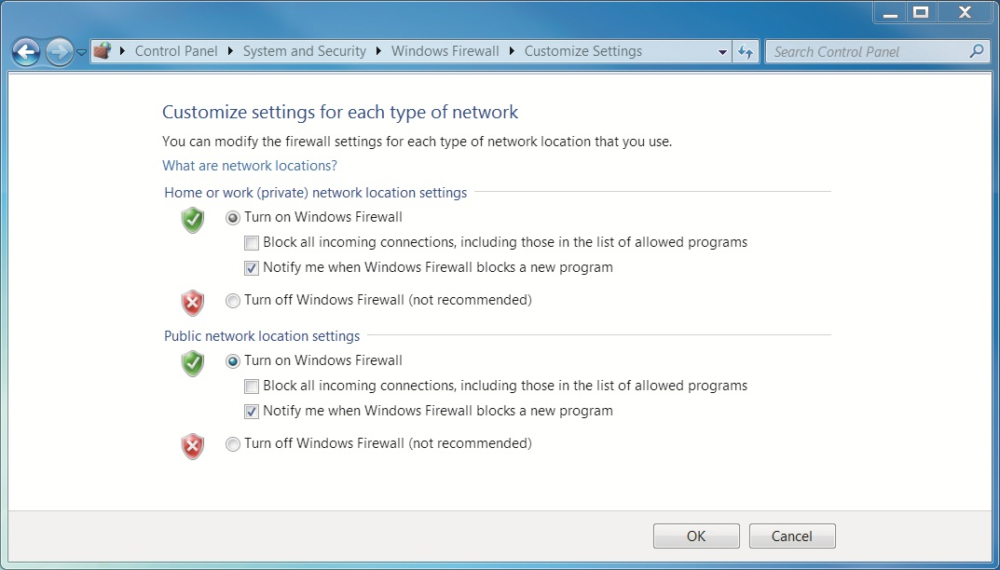 Control Panel System and Security Windows Firewall Customize Settings Search Control Panel
Customize settings for each type of network
You can modify the firewall settings for each type of network location that you use.
What are network locations?
Home or work (private) network location settings
Turn on Windows Firewall
Block all incoming connections, including those in the list of allowed programs
Notify me when Windows Firewall blocks a new program
Turn off Windows Firewall (not recommended)
Public network location settings
Turn on Windows Firewall
Block all incoming connections, including those in the list of allowed programs
Notify me when Windows Firewall blocks a new program
Turn off Windows Firewall (not recommended)
OK Cancel